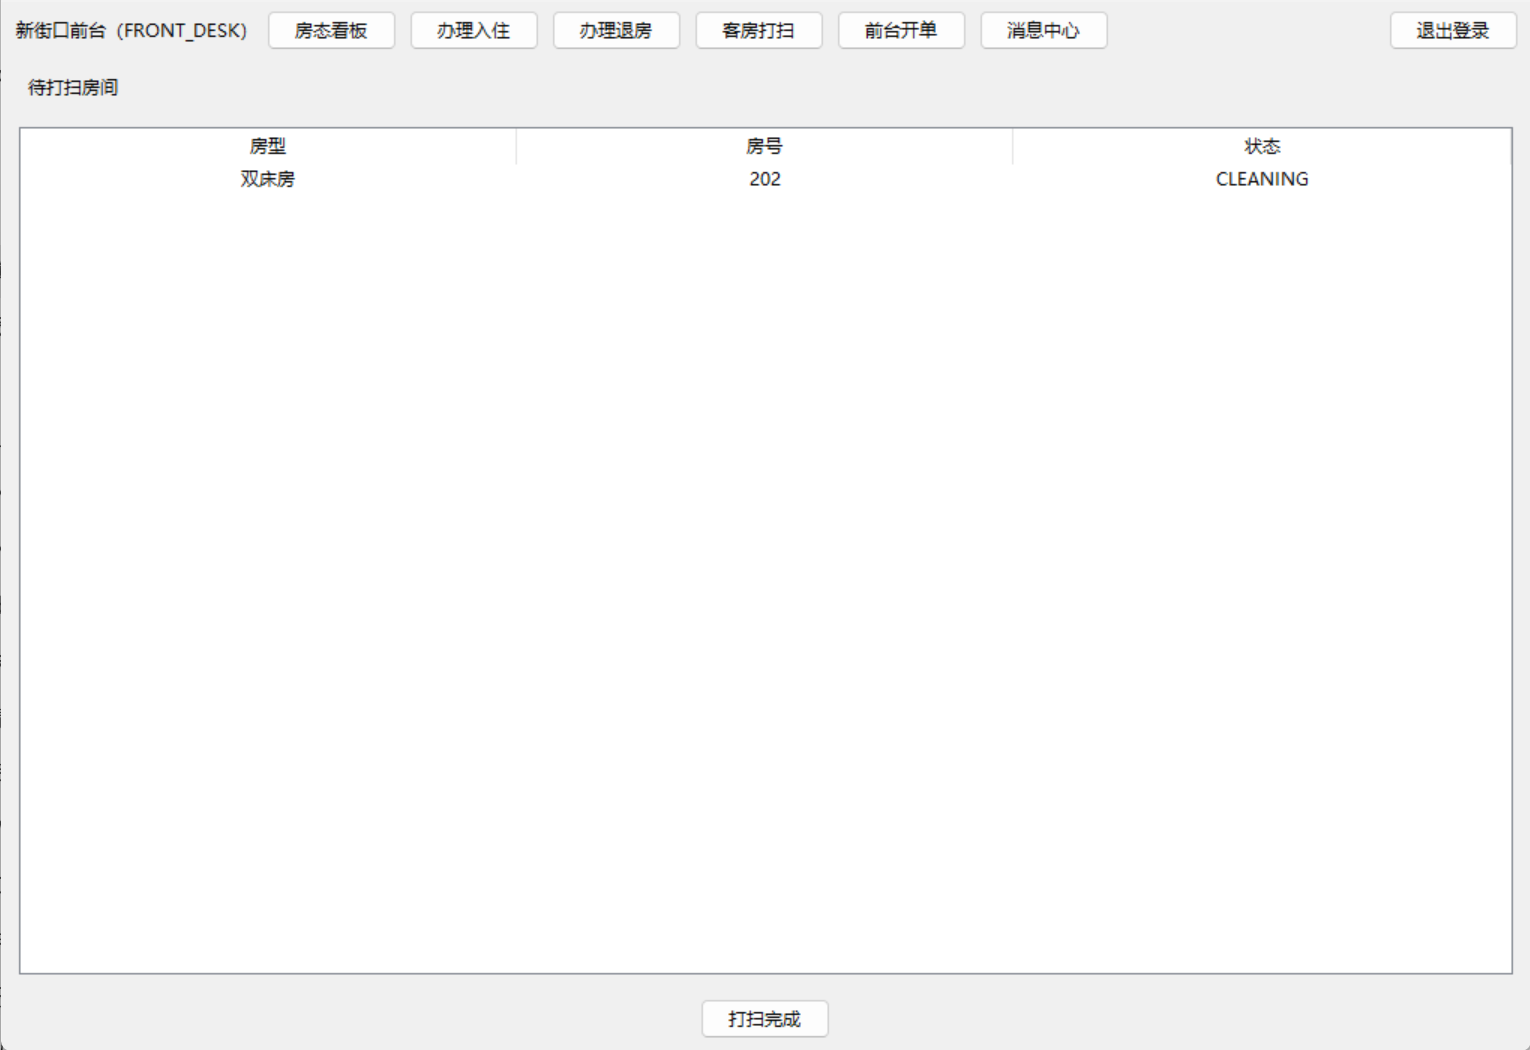 新街口前台（FRONT_DESK） 房态看板 办理入住 办理退房 客房打扫 前台开单 消息中心 退出登录
待打扫房间
房型 房号 状态
双床房 202 CLEANING
打扫完成